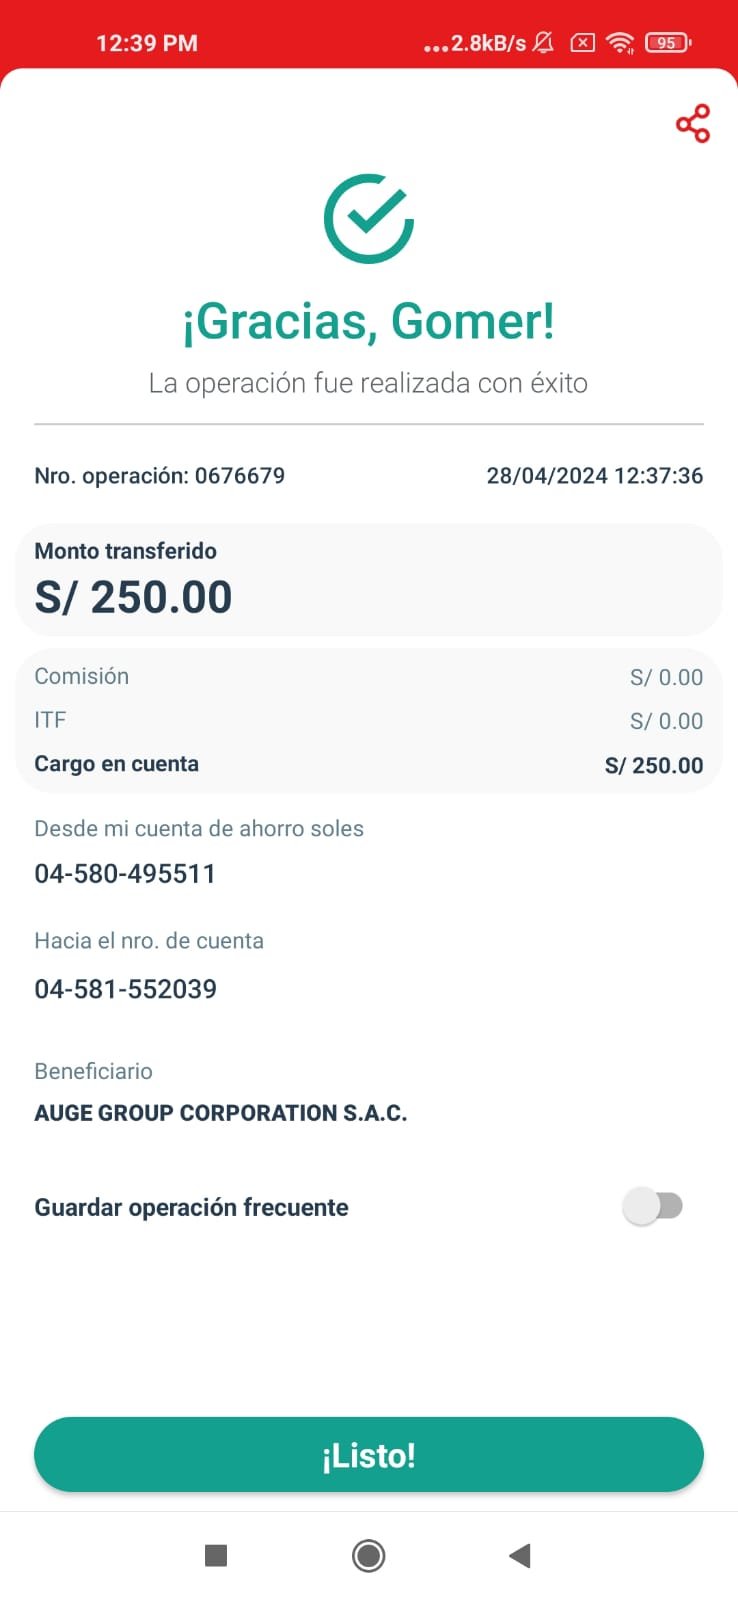 12:39 PM
...2.8kB/s
95
¡Gracias, Gomer!
La operación fue realizada con éxito
Nro. operación: 0676679 28/04/2024 12:37:36
Monto transferido
S/ 250.00
Comisión S/ 0.00
ITF S/ 0.00
Cargo en cuenta S/ 250.00
Desde mi cuenta de ahorro soles
04-580-495511
Hacia el nro. de cuenta
04-581-552039
Beneficiario
AUGE GROUP CORPORATION S.A.C.
Guardar operación frecuente
¡Listo!